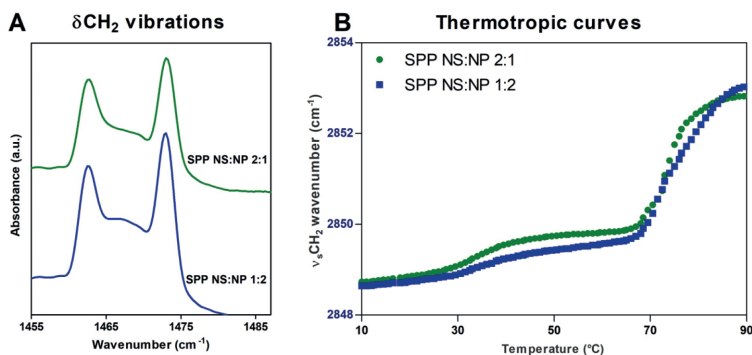 A
δCH₂ vibrations
Absorbance (a.u.)
SPP NS:NP 2:1
SPP NS:NP 1:2
1455
1465
1475
1485
Wavenumber (cm⁻¹)
B
Thermotropic curves
νₛCH₂ wavenumber (cm⁻¹)
2854
2852
2850
2848
SPP NS:NP 2:1
SPP NS:NP 1:2
10
30
50
70
90
Temperature (ºC)